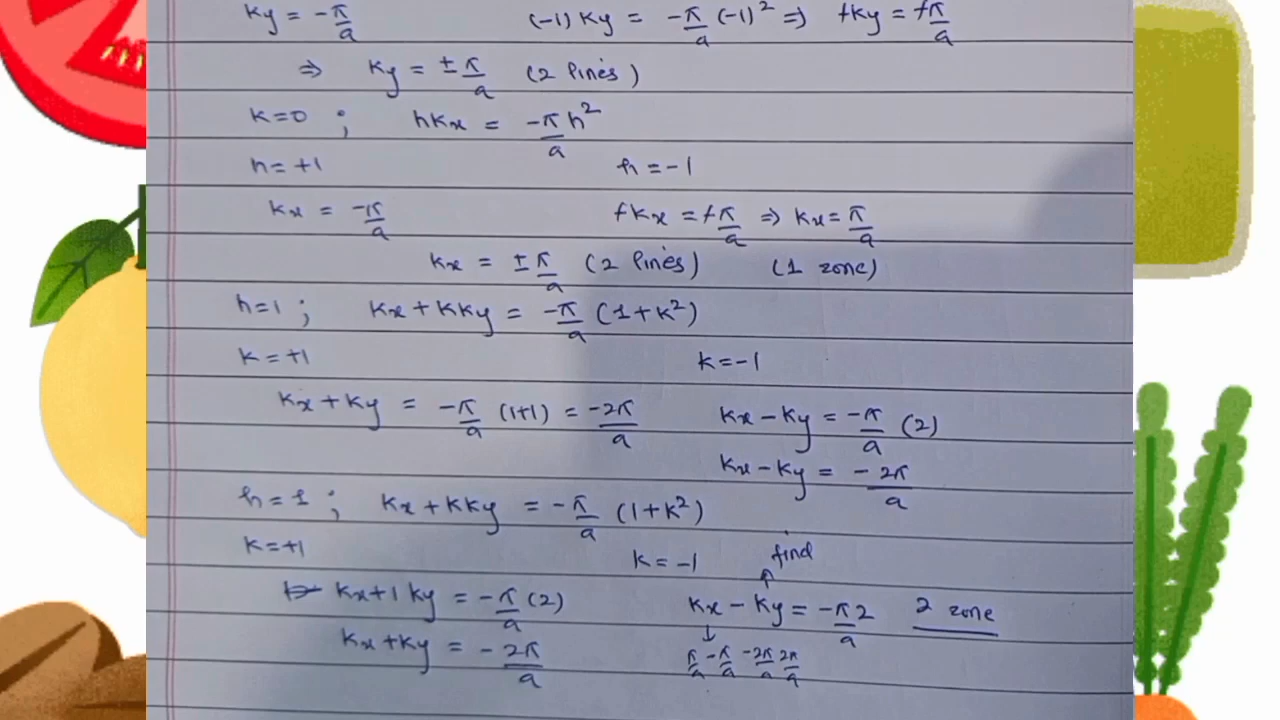 ky = -π/a (-1) ky = -π/a (-1)² ⇒ +ky = +π/a
⇒ ky = ±π/a (2 lines)
k=0 ; hkx = -π/a h²
h = +1 h = -1
kx = -π/a +kx = +π/a ⇒ kx = π/a
kx = ±π/a (2 lines) (1 zone)
h=1 ; kx + kky = -π/a (1+k²)
k = +1 k = -1
kx + ky = -π/a (1+1) = -2π/a kx - ky = -π/a (2)
kx - ky = -2π/a
h = 1 ; kx + kky = -π/a (1+k²)
k = +1 k = -1 find
kx + 1 ky = -π/a (2) kx - ky = -π/a 2 2 zone
kx + ky = -2π/a π/a -π/a -2π/a 2π/a